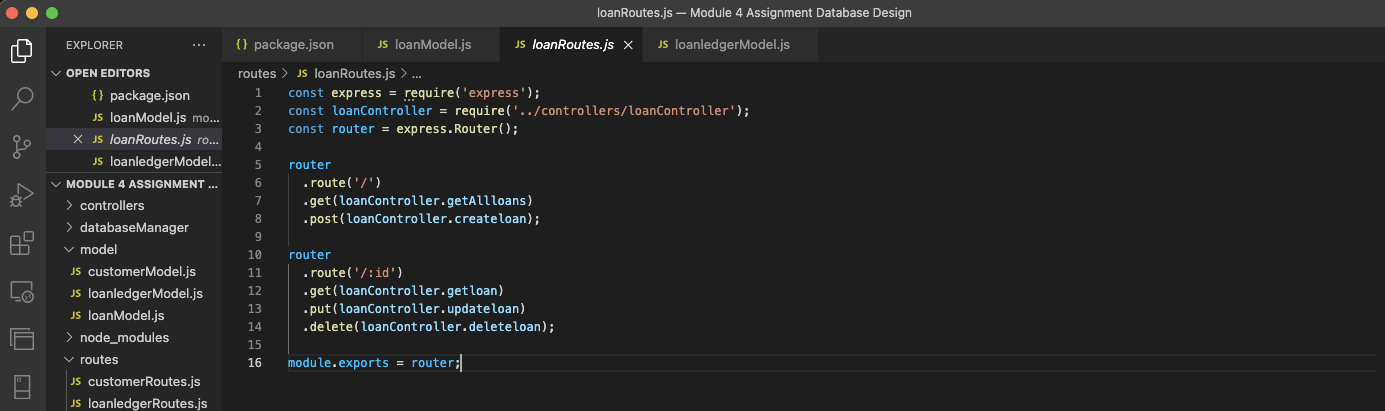 loanRoutes.js — Module 4 Assignment Database Design
EXPLORER ···
{} package.json JS loanModel.js JS loanRoutes.js × JS loanledgerModel.js
OPEN EDITORS
{} package.json
JS loanModel.js mo...
× JS loanRoutes.js ro...
JS loanledgerModel...
MODULE 4 ASSIGNMENT ...
> controllers
> databaseManager
model
JS customerModel.js
JS loanledgerModel.js
JS loanModel.js
> node_modules
routes
JS customerRoutes.js
JS loanledgerRoutes.js
routes > JS loanRoutes.js > ...
1 const express = require('express');
2 const loanController = require('../controllers/loanController');
3 const router = express.Router();
4
5 router
6 .route('/')
7 .get(loanController.getAllloans)
8 .post(loanController.createloan);
9
10 router
11 .route('/:id')
12 .get(loanController.getloan)
13 .put(loanController.updateloan)
14 .delete(loanController.deleteloan);
15
16 module.exports = router;